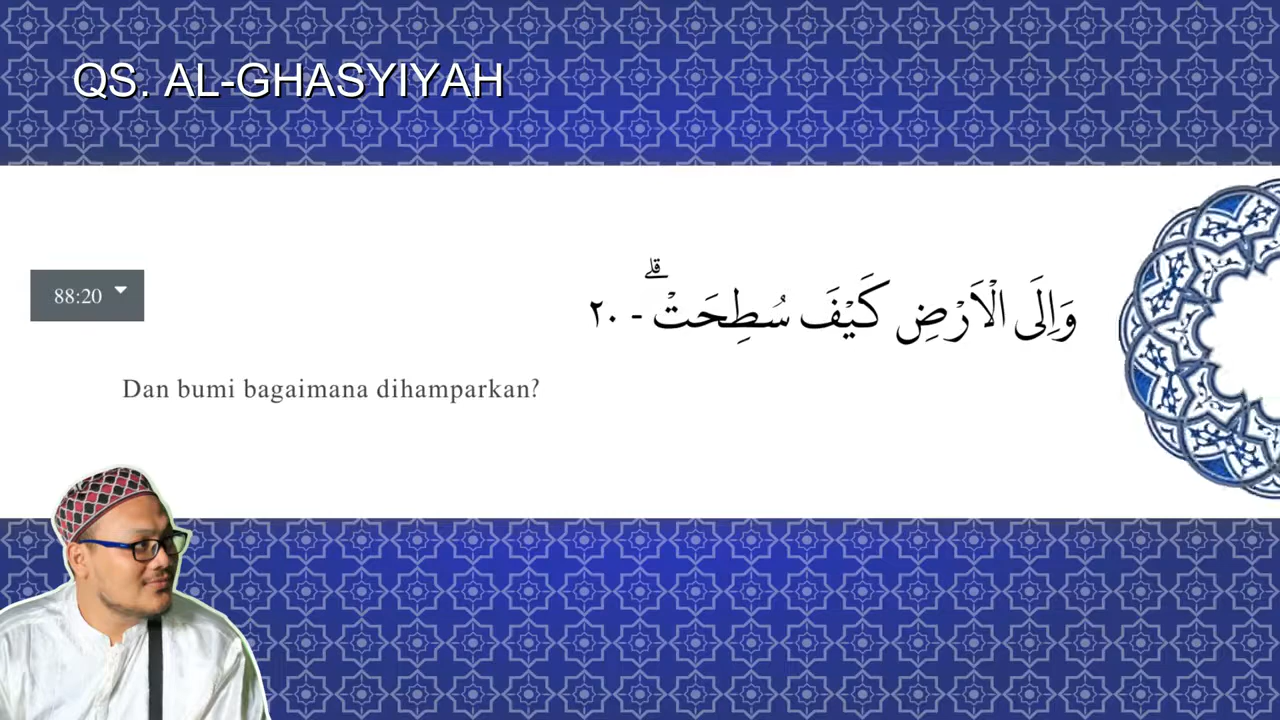 QS. AL-GHASYIYAH
88:20
وَاِلَى الْاَرْضِ كَيْفَ سُطِحَتْۗ - ٢٠
Dan bumi bagaimana dihamparkan?